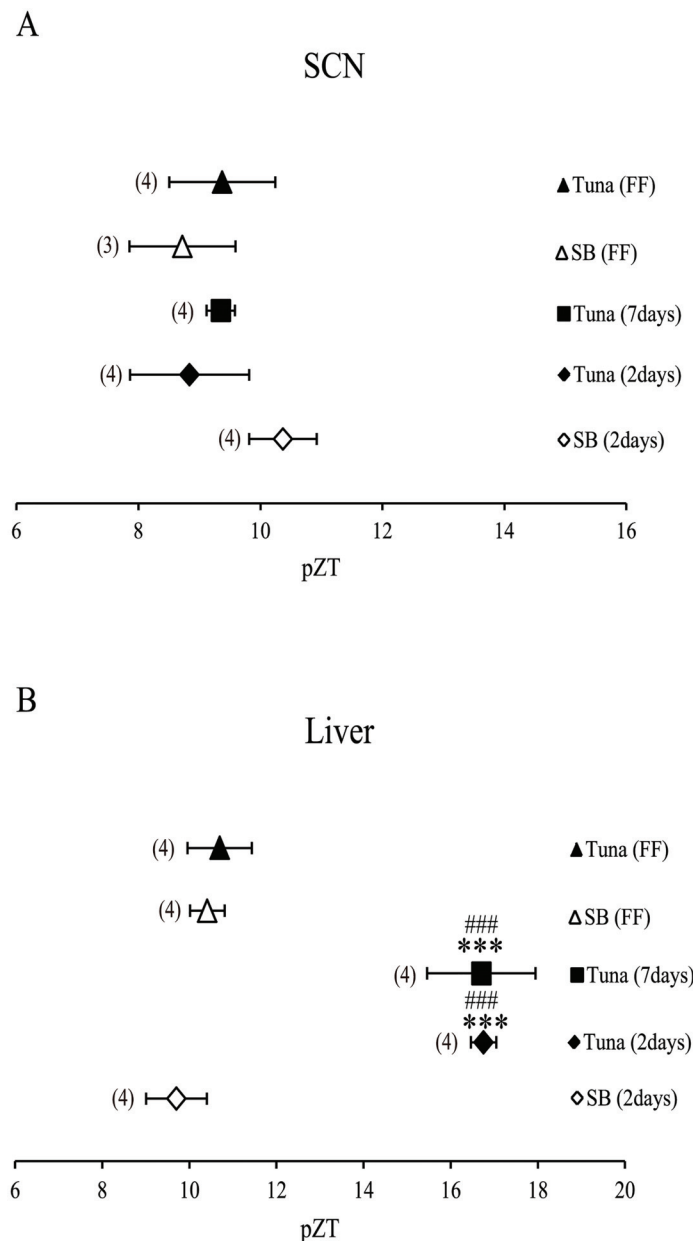 A
SCN
(4) Tuna (FF)
(3) SB (FF)
(4) Tuna (7days)
(4) Tuna (2days)
(4) SB (2days)
6 8 10 12 14 16
pZT
B
Liver
(4) Tuna (FF)
(4) SB (FF)
###
***
(4) Tuna (7days)
###
***
(4) Tuna (2days)
(4) SB (2days)
6 8 10 12 14 16 18 20
pZT